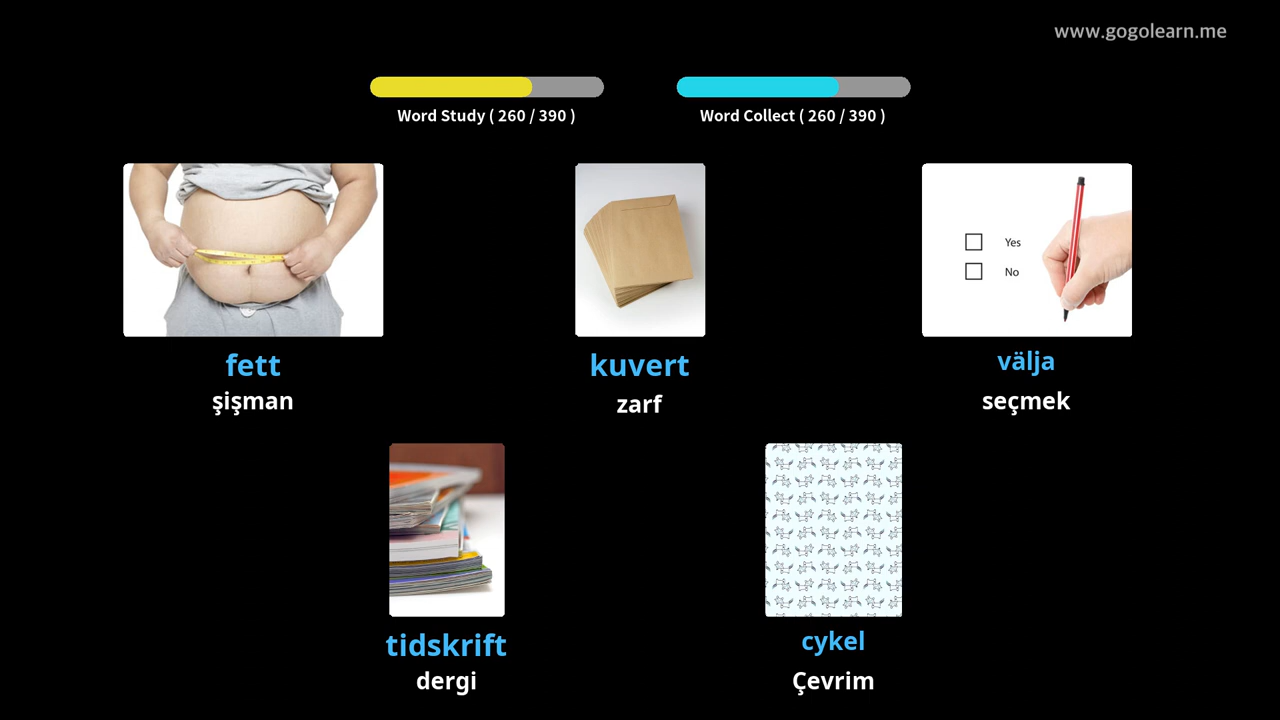 www.gogolearn.me
Word Study ( 260 / 390 )
Word Collect ( 260 / 390 )
Yes
No
fett
şişman
kuvert
zarf
välja
seçmek
tidskrift
dergi
cykel
Çevrim